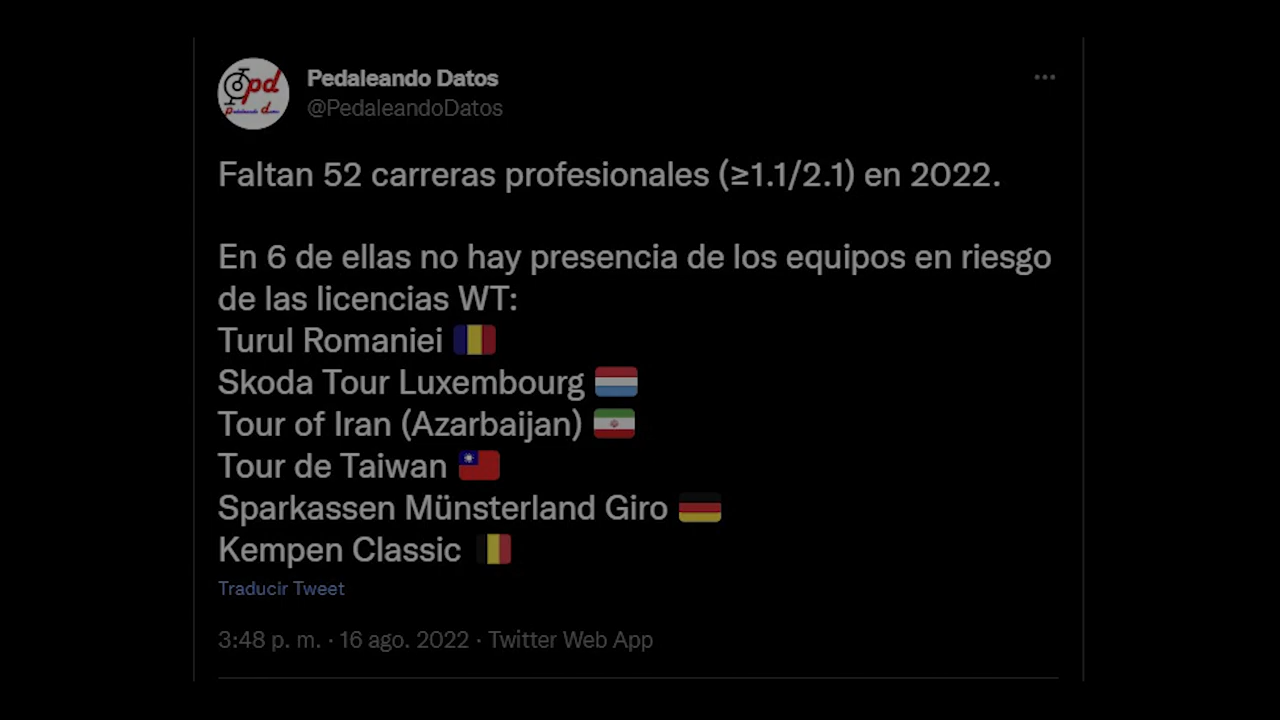 pd
Pedaleando Datos
@PedaleandoDatos
Faltan 52 carreras profesionales (≥1.1/2.1) en 2022.
En 6 de ellas no hay presencia de los equipos en riesgo
de las licencias WT:
Turul Romaniei
Skoda Tour Luxembourg
Tour of Iran (Azarbaijan)
Tour de Taiwan
Sparkassen Münsterland Giro
Kempen Classic
Traducir Tweet
3:48 p. m. · 16 ago. 2022 · Twitter Web App